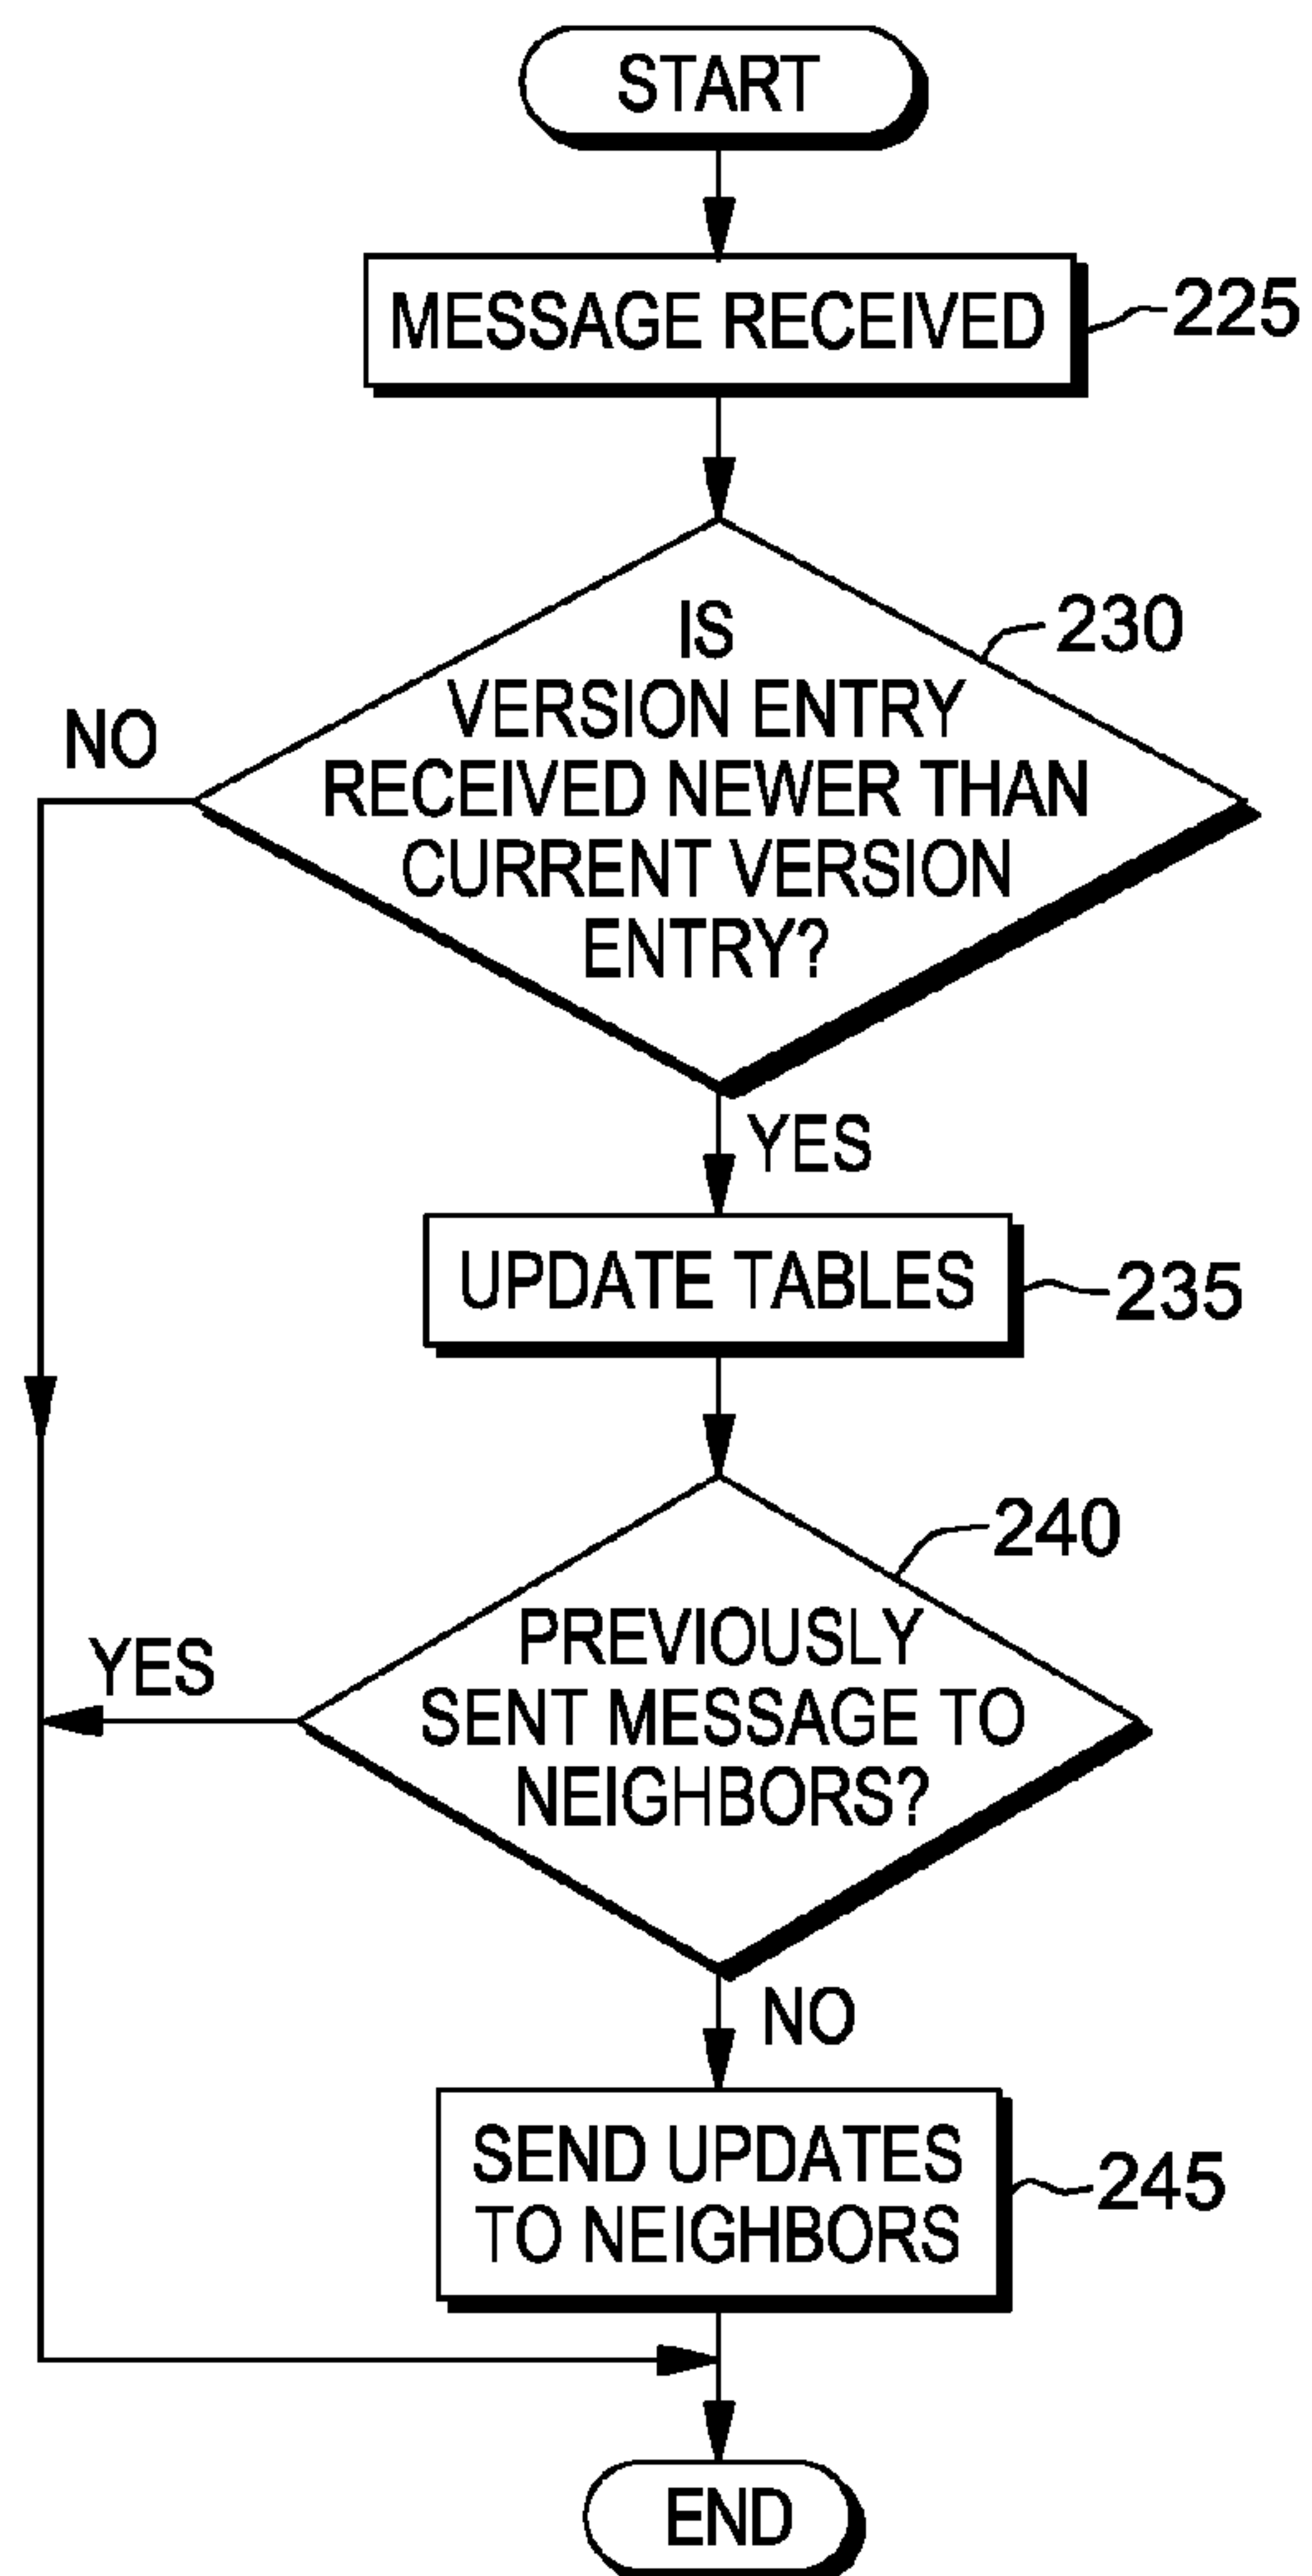 START
MESSAGE RECEIVED
225
IS
VERSION ENTRY
RECEIVED NEWER THAN
CURRENT VERSION
ENTRY?
230
NO
YES
UPDATE TABLES
235
PREVIOUSLY
SENT MESSAGE TO
NEIGHBORS?
240
YES
NO
SEND UPDATES
TO NEIGHBORS
245
END